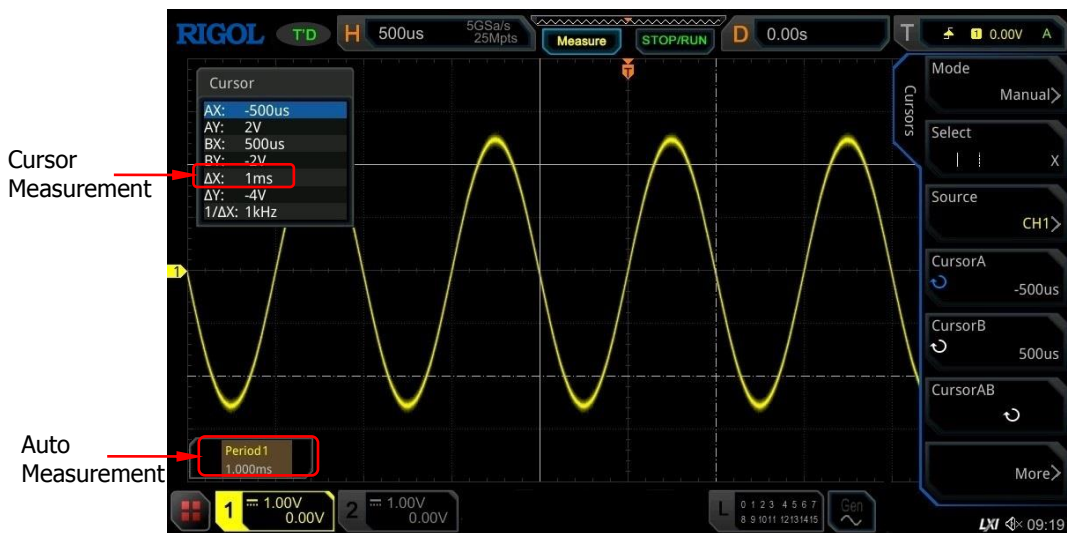 RIGOL T'D H 500us 5GSa/s 25Mpts Measure STOP/RUN D 0.00s T 1 0.00V A
T
Cursor
AX: -500us
AY: 2V
BX: 500us
BY: -2V
ΔX: 1ms
ΔY: -4V
1/ΔX: 1kHz
Cursor
Measurement
1
Auto
Measurement
Period1
1.000ms
Cursors
Mode
Manual
Select
X
Source
CH1
CursorA
-500us
CursorB
500us
CursorAB
More
1 1.00V
0.00V
2 1.00V
0.00V
L 0 1 2 3 4 5 6 7
8 9 10 11 12 13 14 15
Gen
LXI 09:19